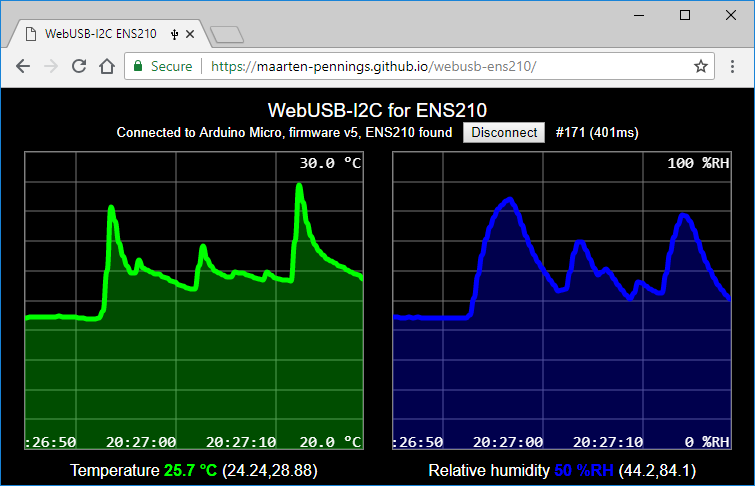 WebUSB-I2C ENS210
Secure https://maarten-pennings.github.io/webusb-ens210/
WebUSB-I2C for ENS210
Connected to Arduino Micro, firmware v5, ENS210 found Disconnect #171 (401ms)
30.0 °C
:26:50 20:27:00 20:27:10 20.0 °C
Temperature 25.7 °C (24.24,28.88)
100 %RH
:26:50 20:27:00 20:27:10 0 %RH
Relative humidity 50 %RH (44.2,84.1)